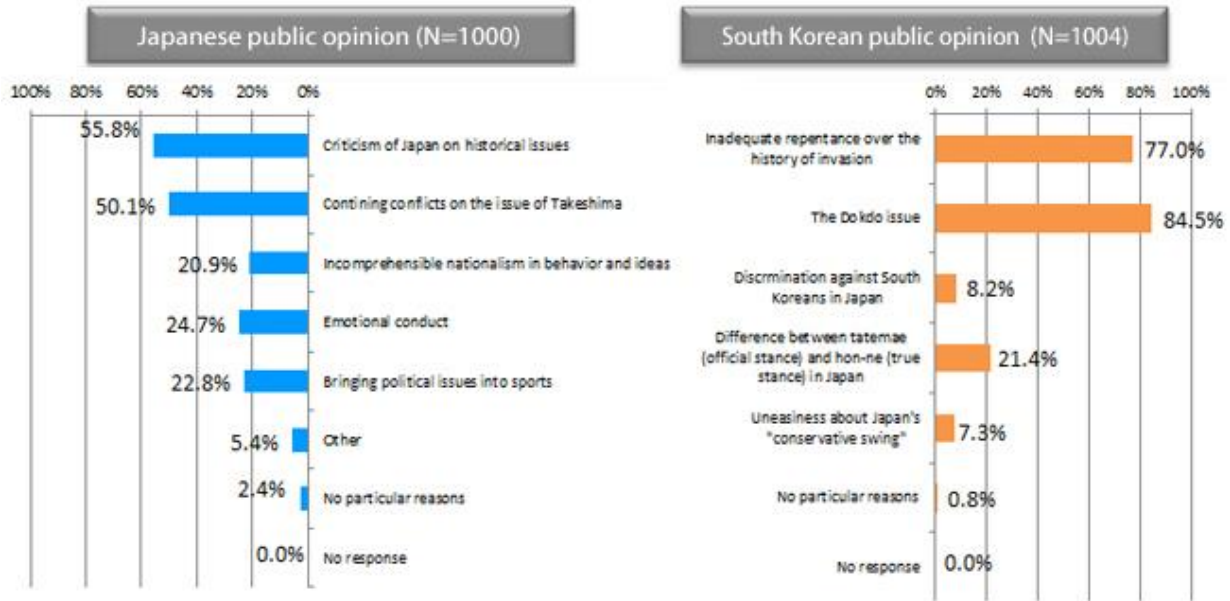 Japanese public opinion (N=1000)
100% 80% 60% 40% 20% 0%
55.8%
Criticism of Japan on historical issues
50.1%
Contining conflicts on the issue of Takeshima
20.9%
Incomprehensible nationalism in behavior and ideas
24.7%
Emotional conduct
22.8%
Bringing political issues into sports
5.4%
Other
2.4%
No particular reasons
0.0%
No response
South Korean public opinion (N=1004)
0% 20% 40% 60% 80% 100%
Inadequate repentance over the
history of invasion
77.0%
The Dokdo issue
84.5%
Discrmination against South
Koreans in Japan
8.2%
Difference between tatemae
(official stance) and hon-ne (true
stance) in Japan
21.4%
Uneasiness about Japan's
"conservative swing"
7.3%
No particular reasons
0.8%
No response
0.0%